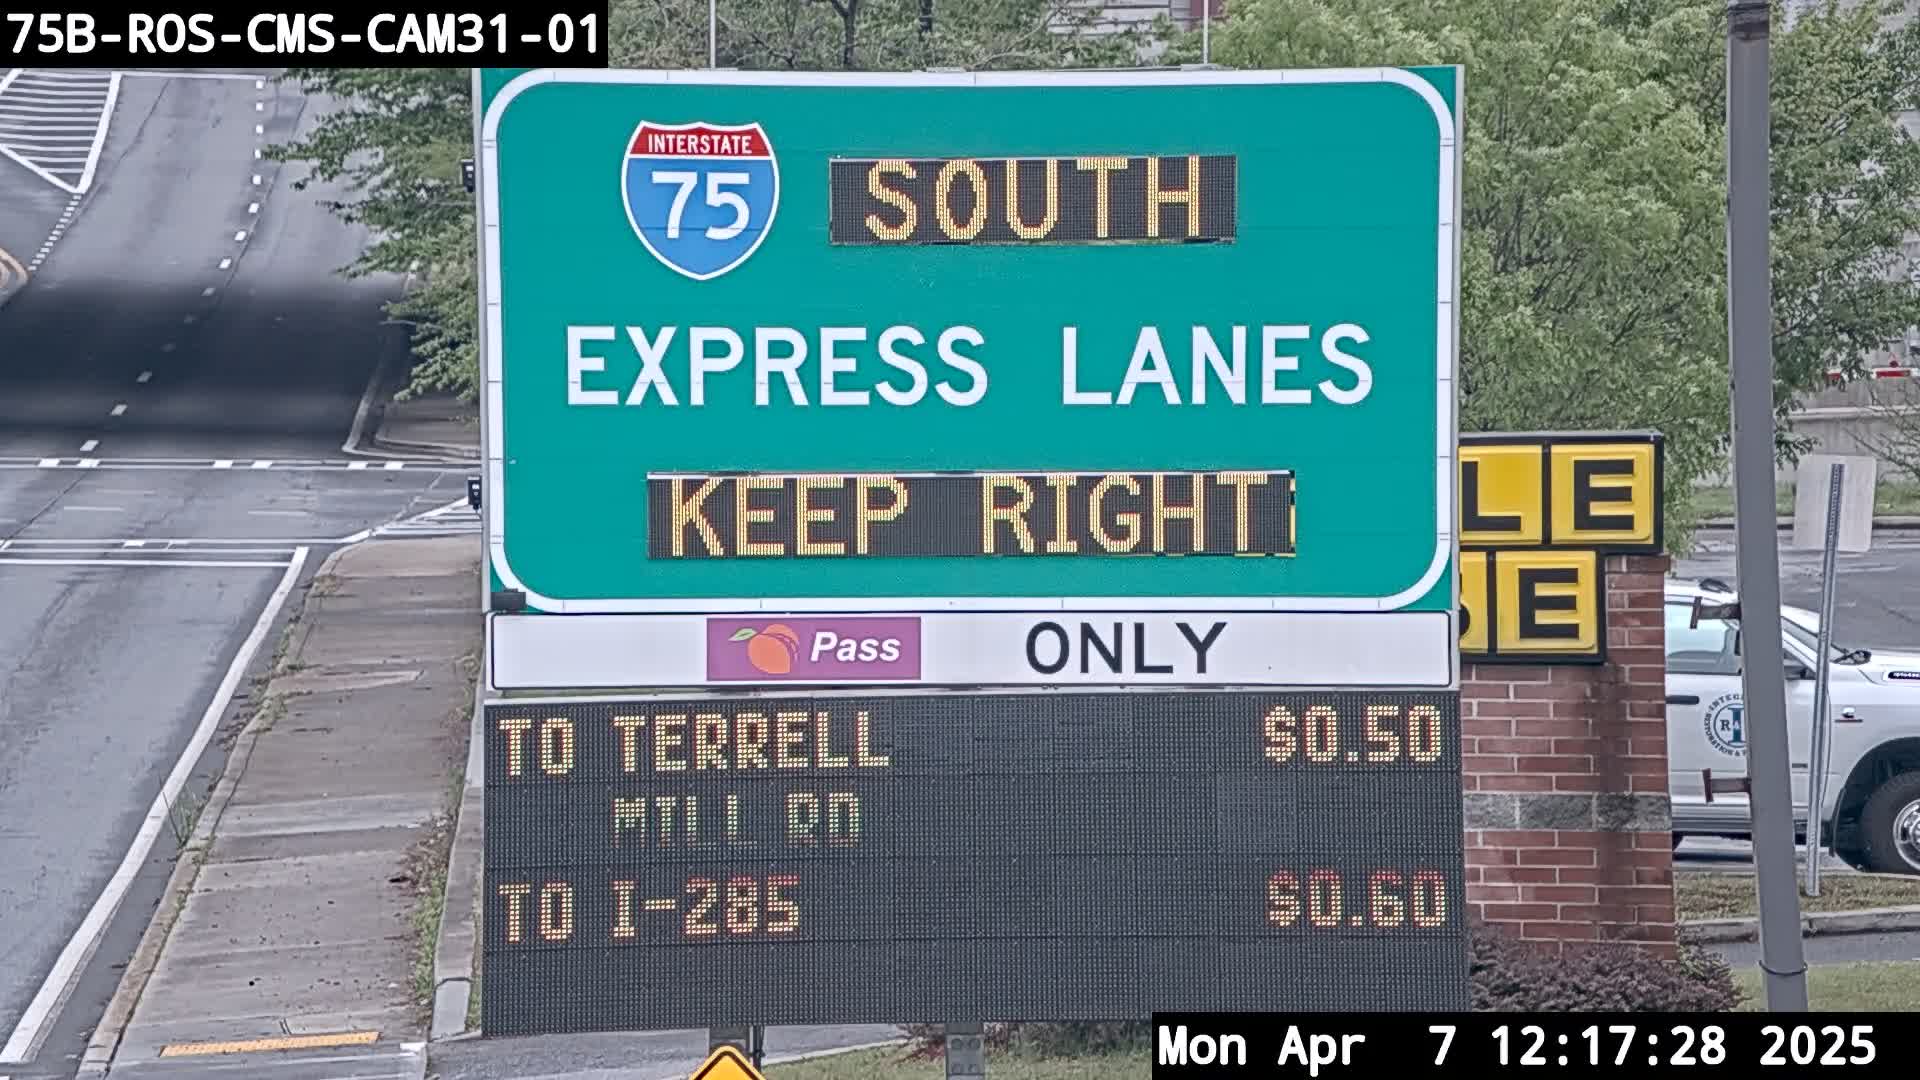 75B-ROS-CMS-CAM31-01
INTERSTATE
75
SOUTH
EXPRESS LANES
KEEP RIGHT
Pass ONLY
TO TERRELL $0.50
MILL RD
TO I-285 $0.60
LE
E
Mon Apr 7 12:17:28 2025